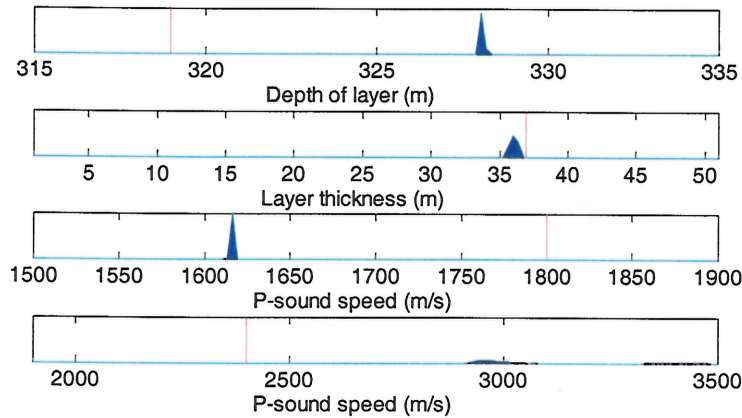 315 320 325 330 335
Depth of layer (m)
5 10 15 20 25 30 35 40 45 50
Layer thickness (m)
1500 1550 1600 1650 1700 1750 1800 1850 1900
P-sound speed (m/s)
2000 2500 3000 3500
P-sound speed (m/s)